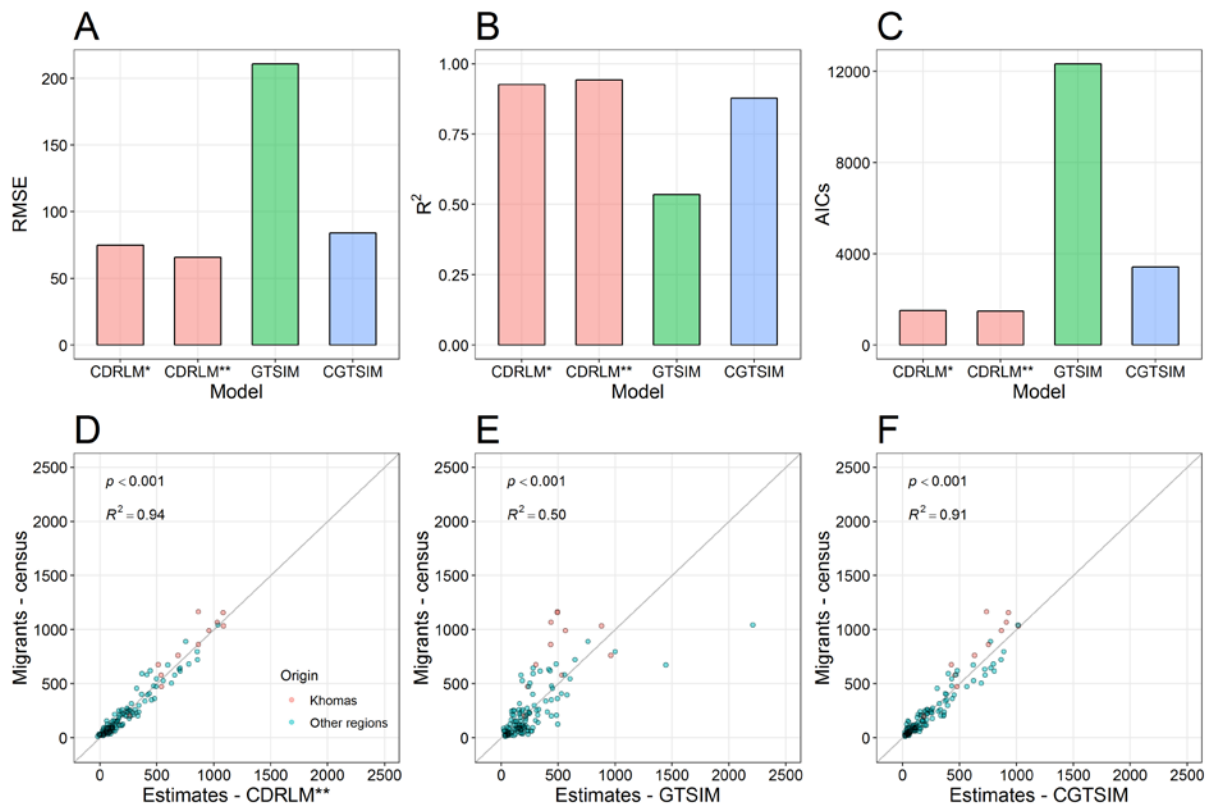 A
RMSE
200
150
100
50
0
CDRLM*
CDRLM**
GTSIM
CGTSIM
Model
B
R²
1.00
0.75
0.50
0.25
0.00
CDRLM*
CDRLM**
GTSIM
CGTSIM
Model
C
AICs
12000
8000
4000
0
CDRLM*
CDRLM**
GTSIM
CGTSIM
Model
D
Migrants - census
2500
2000
1500
1000
500
0
p < 0.001
R² = 0.94
Origin
Khomas
Other regions
0 500 1000 1500 2000 2500
Estimates - CDRLM**
E
Migrants - census
2500
2000
1500
1000
500
0
p < 0.001
R² = 0.50
0 500 1000 1500 2000 2500
Estimates - GTSIM
F
Migrants - census
2500
2000
1500
1000
500
0
p < 0.001
R² = 0.91
0 500 1000 1500 2000 2500
Estimates - CGTSIM